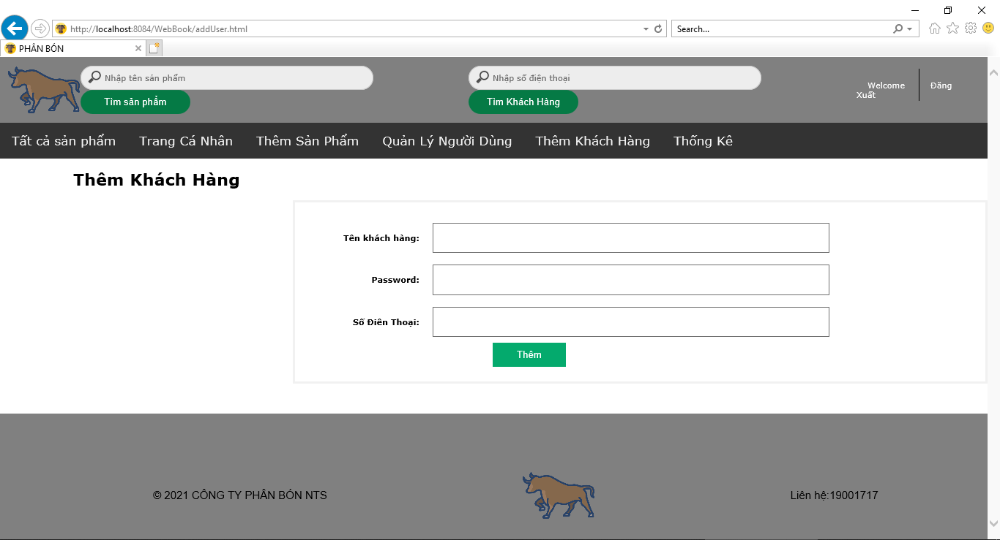 http://localhost:8084/WebBook/addUser.html
Search...
PHÂN BÓN
Nhập tên sản phẩm
Tìm sản phẩm
Nhập số điện thoại
Tìm Khách Hàng
Welcome
Đăng
Xuất
Tất cả sản phẩm Trang Cá Nhân Thêm Sản Phẩm Quản Lý Người Dùng Thêm Khách Hàng Thống Kê
Thêm Khách Hàng
Tên khách hàng:
Password:
Số Điên Thoại:
Thêm
© 2021 CÔNG TY PHÂN BÓN NTS
Liên hệ:19001717